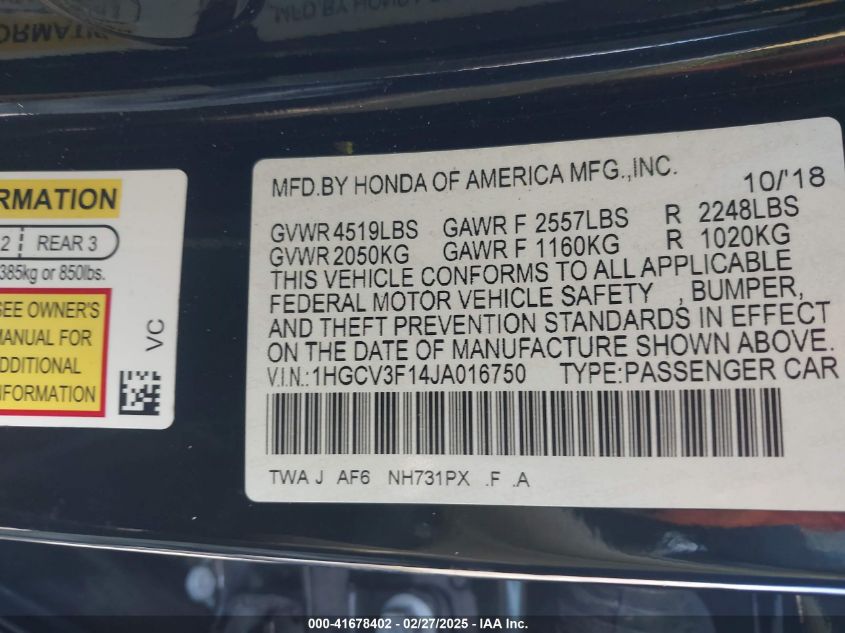 MFD.BY HONDA OF AMERICA MFG.,INC.
10/'18
GVWR 4519LBS GAWR F 2557LBS R 2248LBS
GVWR 2050KG GAWR F 1160KG R 1020KG
THIS VEHICLE CONFORMS TO ALL APPLICABLE
FEDERAL MOTOR VEHICLE SAFETY , BUMPER,
AND THEFT PREVENTION STANDARDS IN EFFECT
ON THE DATE OF MANUFACTURE SHOWN ABOVE.
V.I.N.:1HGCV3F14JA016750 TYPE:PASSENGER CAR
TWA J AF6 NH731PX .F .A
RMATION
2 REAR 3
385kg or 850lbs.
SEE OWNER'S
MANUAL FOR
ADDITIONAL
INFORMATION
VC
000-41678402 - 02/27/2025 - IAA Inc.